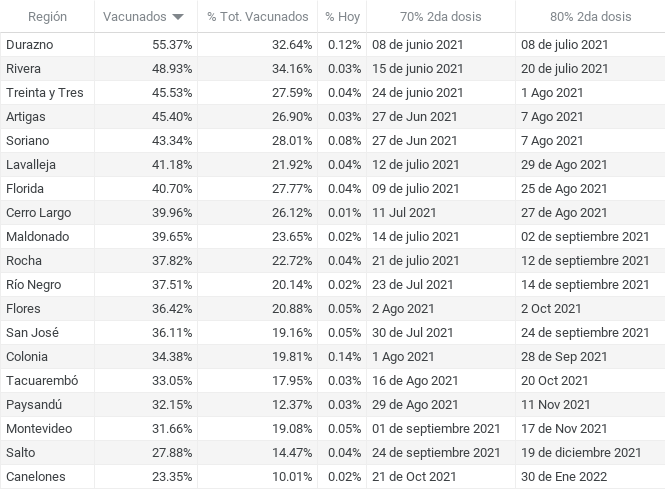 Región Vacunados % Tot. Vacunados % Hoy 70% 2da dosis 80% 2da dosis
Durazno 55.37% 32.64% 0.12% 08 de junio 2021 08 de julio 2021
Rivera 48.93% 34.16% 0.03% 15 de junio 2021 20 de julio 2021
Treinta y Tres 45.53% 27.59% 0.04% 24 de junio 2021 1 Ago 2021
Artigas 45.40% 26.90% 0.03% 27 de Jun 2021 7 Ago 2021
Soriano 43.34% 28.01% 0.08% 27 de Jun 2021 7 Ago 2021
Lavalleja 41.18% 21.92% 0.04% 12 de julio 2021 29 de Ago 2021
Florida 40.70% 27.77% 0.04% 09 de julio 2021 25 de Ago 2021
Cerro Largo 39.96% 26.12% 0.01% 11 Jul 2021 27 de Ago 2021
Maldonado 39.65% 23.65% 0.02% 14 de julio 2021 02 de septiembre 2021
Rocha 37.82% 22.72% 0.04% 21 de julio 2021 12 de septiembre 2021
Río Negro 37.51% 20.14% 0.02% 23 de Jul 2021 14 de septiembre 2021
Flores 36.42% 20.88% 0.05% 2 Ago 2021 2 Oct 2021
San José 36.11% 19.16% 0.05% 30 de Jul 2021 24 de septiembre 2021
Colonia 34.38% 19.81% 0.14% 1 Ago 2021 28 de Sep 2021
Tacuarembó 33.05% 17.95% 0.03% 16 de Ago 2021 20 Oct 2021
Paysandú 32.15% 12.37% 0.03% 29 de Ago 2021 11 Nov 2021
Montevideo 31.66% 19.08% 0.05% 01 de septiembre 2021 17 de Nov 2021
Salto 27.88% 14.47% 0.04% 24 de septiembre 2021 19 de diciembre 2021
Canelones 23.35% 10.01% 0.02% 21 de Oct 2021 30 de Ene 2022